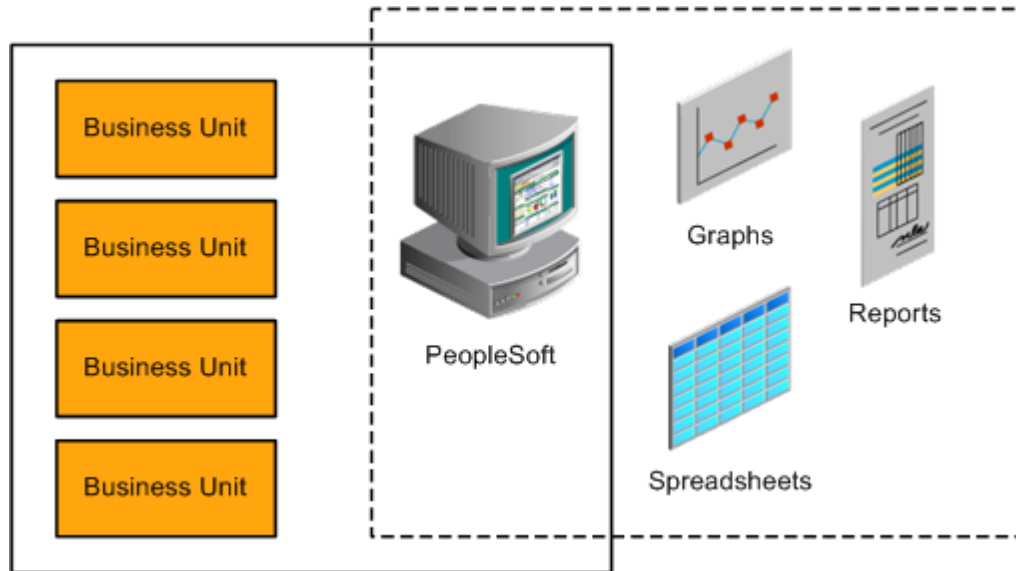 Business Unit
Business Unit
Business Unit
Business Unit
PeopleSoft
Graphs
Reports
Spreadsheets